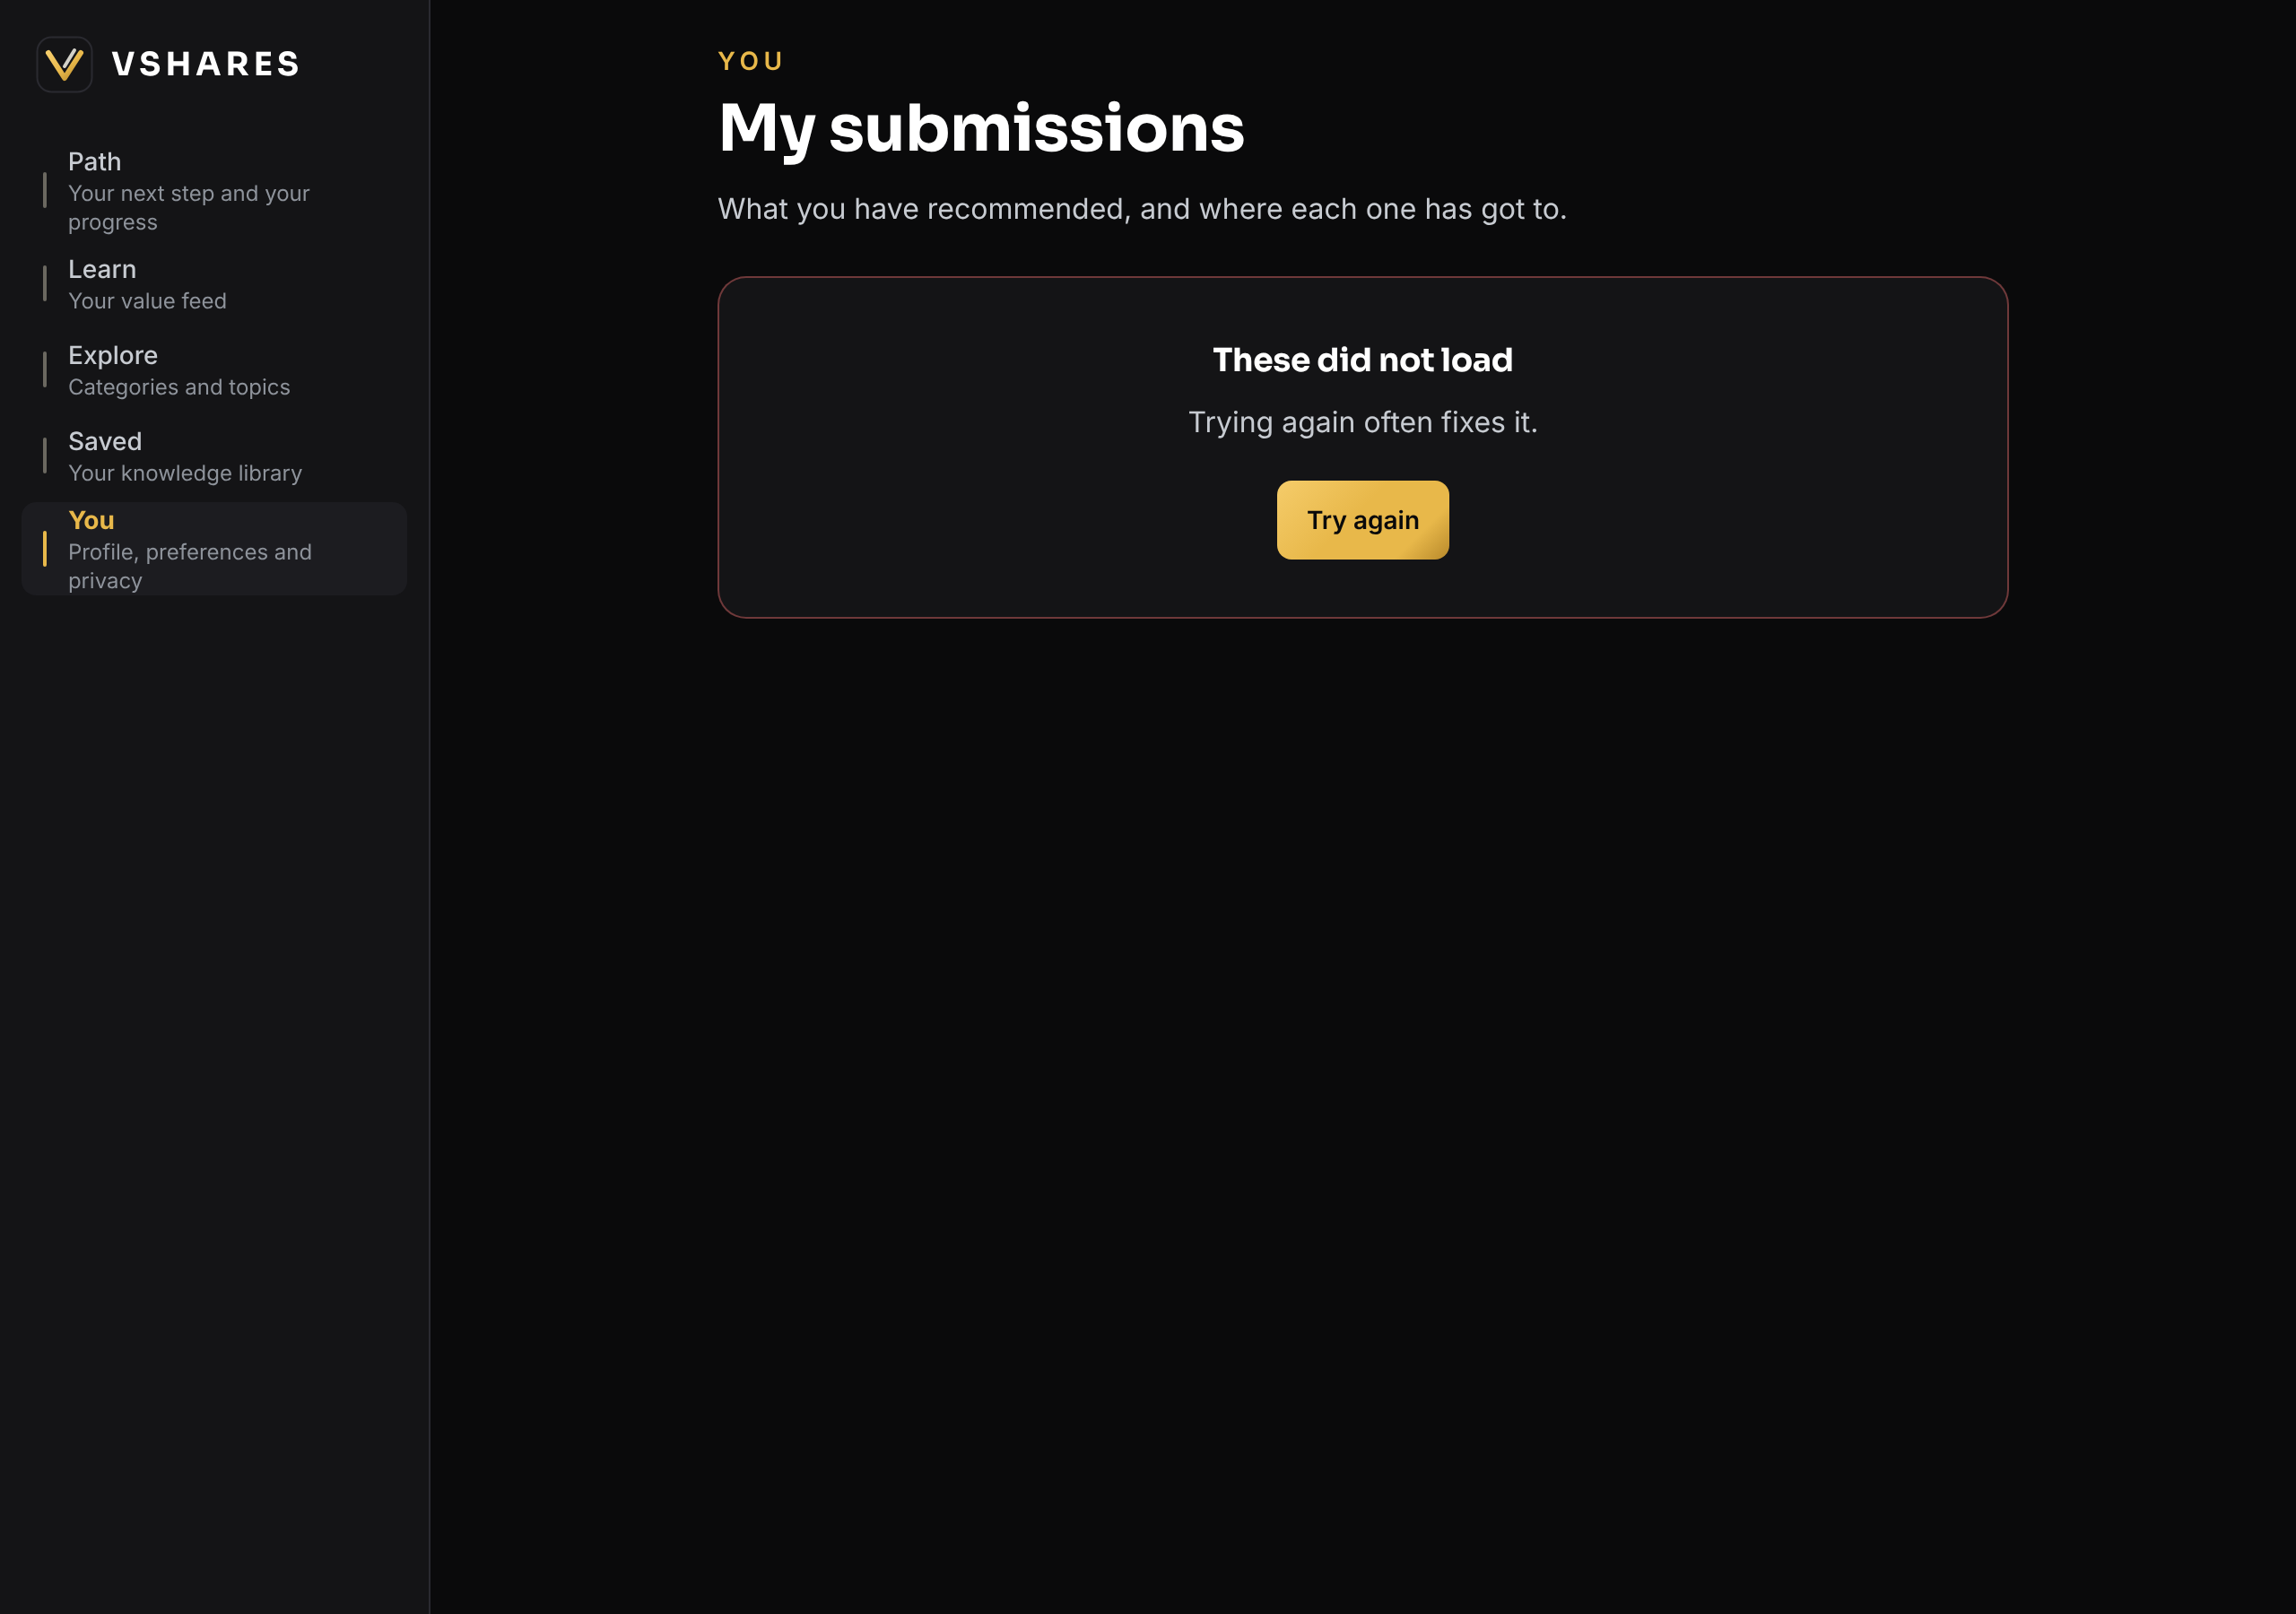 VSHARES
Path
Your next step and your
progress
Learn
Your value feed
Explore
Categories and topics
Saved
Your knowledge library
You
Profile, preferences and
privacy
YOU
My submissions
What you have recommended, and where each one has got to.
These did not load
Trying again often fixes it.
Try again